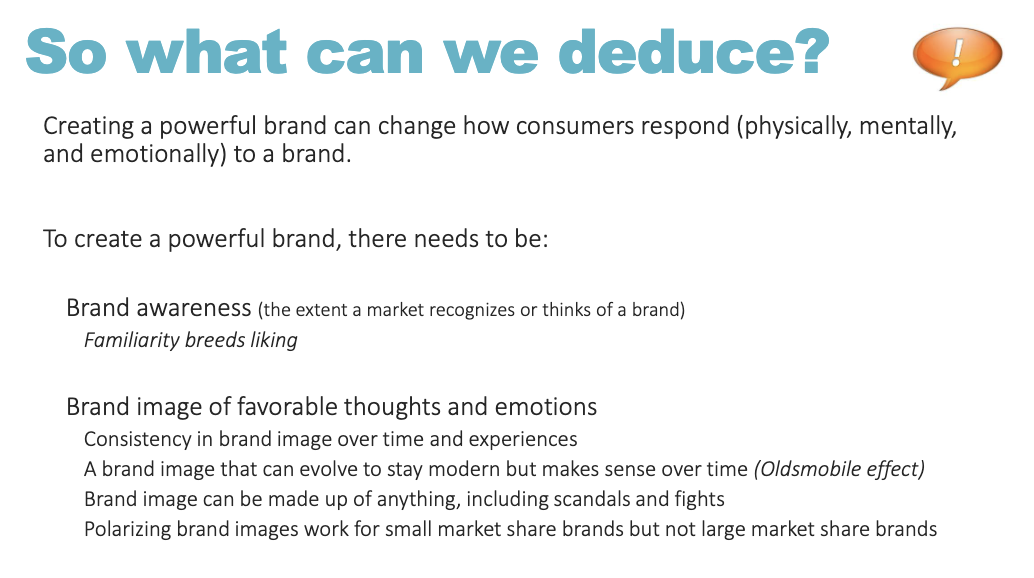 So what can we deduce?
!
Creating a powerful brand can change how consumers respond (physically, mentally,
and emotionally) to a brand.
To create a powerful brand, there needs to be:
Brand awareness (the extent a market recognizes or thinks of a brand)
Familiarity breeds liking
Brand image of favorable thoughts and emotions
Consistency in brand image over time and experiences
A brand image that can evolve to stay modern but makes sense over time (Oldsmobile effect)
Brand image can be made up of anything, including scandals and fights
Polarizing brand images work for small market share brands but not large market share brands